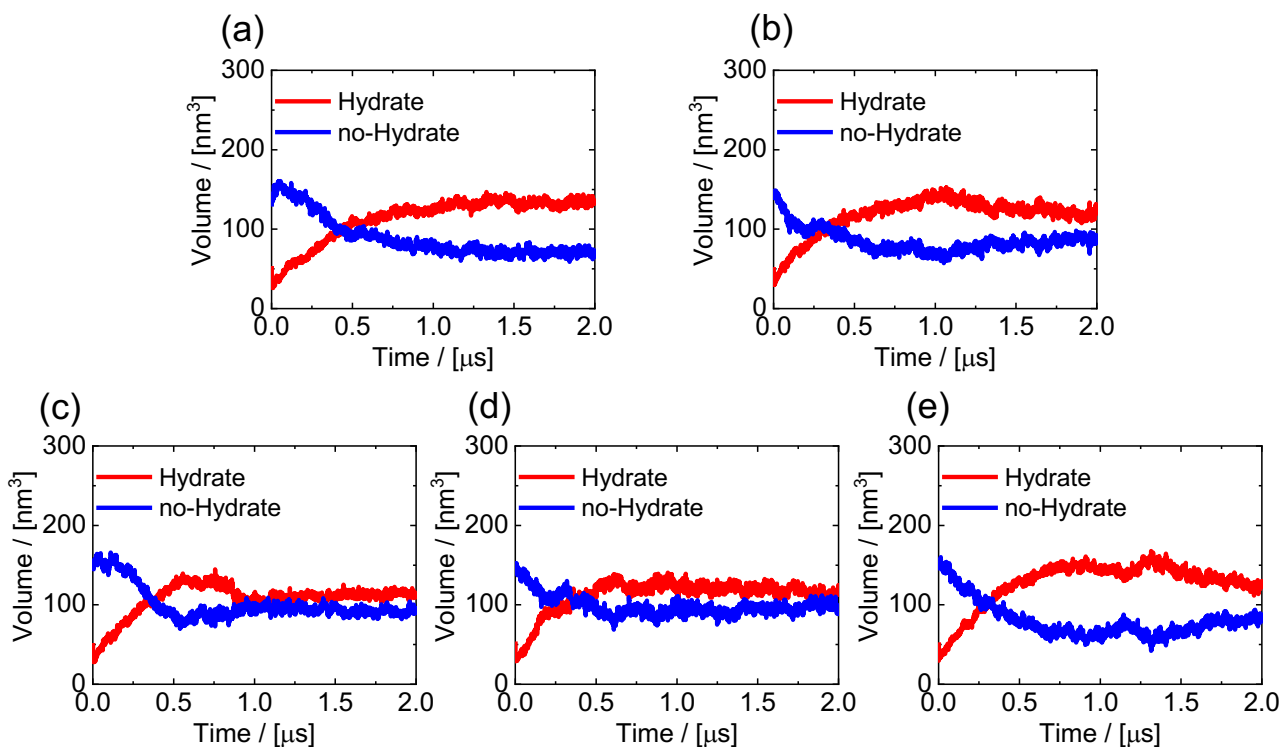 (a)
(b)
300
200
100
0
Hydrate
no-Hydrate
Volume / [nm³]
0.0 0.5 1.0 1.5 2.0
Time / [μs]
300
200
100
0
Hydrate
no-Hydrate
Volume / [nm³]
0.0 0.5 1.0 1.5 2.0
Time / [μs]
(c)
(d)
(e)
300
200
100
0
Hydrate
no-Hydrate
Volume / [nm³]
0.0 0.5 1.0 1.5 2.0
Time / [μs]
300
200
100
0
Hydrate
no-Hydrate
Volume / [nm³]
0.0 0.5 1.0 1.5 2.0
Time / [μs]
300
200
100
0
Hydrate
no-Hydrate
Volume / [nm³]
0.0 0.5 1.0 1.5 2.0
Time / [μs]